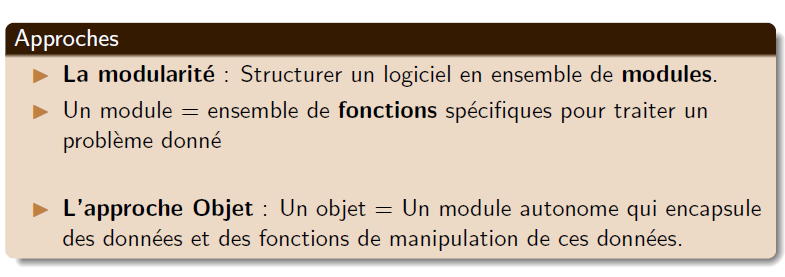 Approches
▶ La modularité : Structurer un logiciel en ensemble de modules.
▶ Un module = ensemble de fonctions spécifiques pour traiter un
problème donné
▶ L'approche Objet : Un objet = Un module autonome qui encapsule
des données et des fonctions de manipulation de ces données.